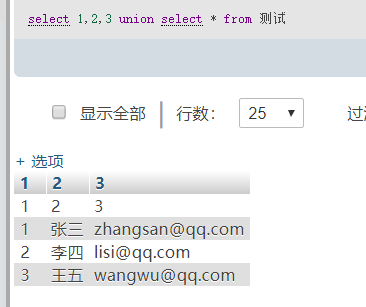 select 1,2,3 union select * from 测试
显示全部 行数： 25 过
+ 选项
1 2 3
1 2 3
1 张三 zhangsan@qq.com
2 李四 lisi@qq.com
3 王五 wangwu@qq.com